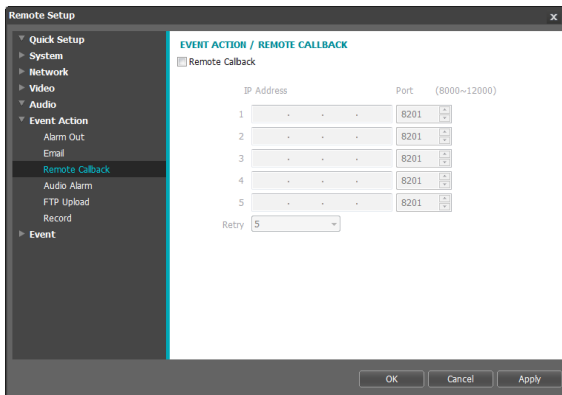 Remote Setup x
Quick Setup
System
Network
Video
Audio
Event Action
Alarm Out
Email
Remote Callback
Audio Alarm
FTP Upload
Record
Event
EVENT ACTION / REMOTE CALLBACK
Remote Calback
IP Address Port (8000~12000)
1 . . . 8201
2 . . . 8201
3 . . . 8201
4 . . . 8201
5 . . . 8201
Retry 5
OK Cancel Apply